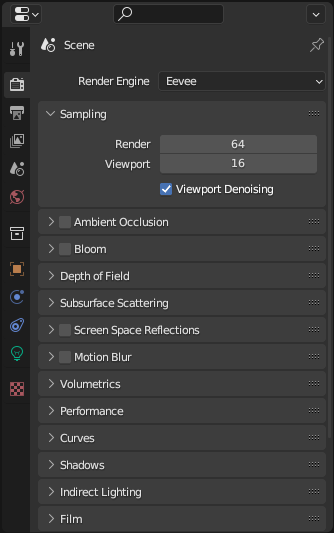 Scene
Render Engine Eevee
Sampling
Render 64
Viewport 16
Viewport Denoising
Ambient Occlusion
Bloom
Depth of Field
Subsurface Scattering
Screen Space Reflections
Motion Blur
Volumetrics
Performance
Curves
Shadows
Indirect Lighting
Film